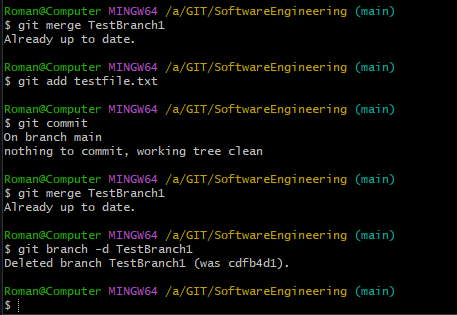 Roman@Computer MINGW64 /a/GIT/SoftwareEngineering (main)
$ git merge TestBranch1
Already up to date.
Roman@Computer MINGW64 /a/GIT/SoftwareEngineering (main)
$ git add testfile.txt
Roman@Computer MINGW64 /a/GIT/SoftwareEngineering (main)
$ git commit
On branch main
nothing to commit, working tree clean
Roman@Computer MINGW64 /a/GIT/SoftwareEngineering (main)
$ git merge TestBranch1
Already up to date.
Roman@Computer MINGW64 /a/GIT/SoftwareEngineering (main)
$ git branch -d TestBranch1
Deleted branch TestBranch1 (was cdfb4d1).
Roman@Computer MINGW64 /a/GIT/SoftwareEngineering (main)
$